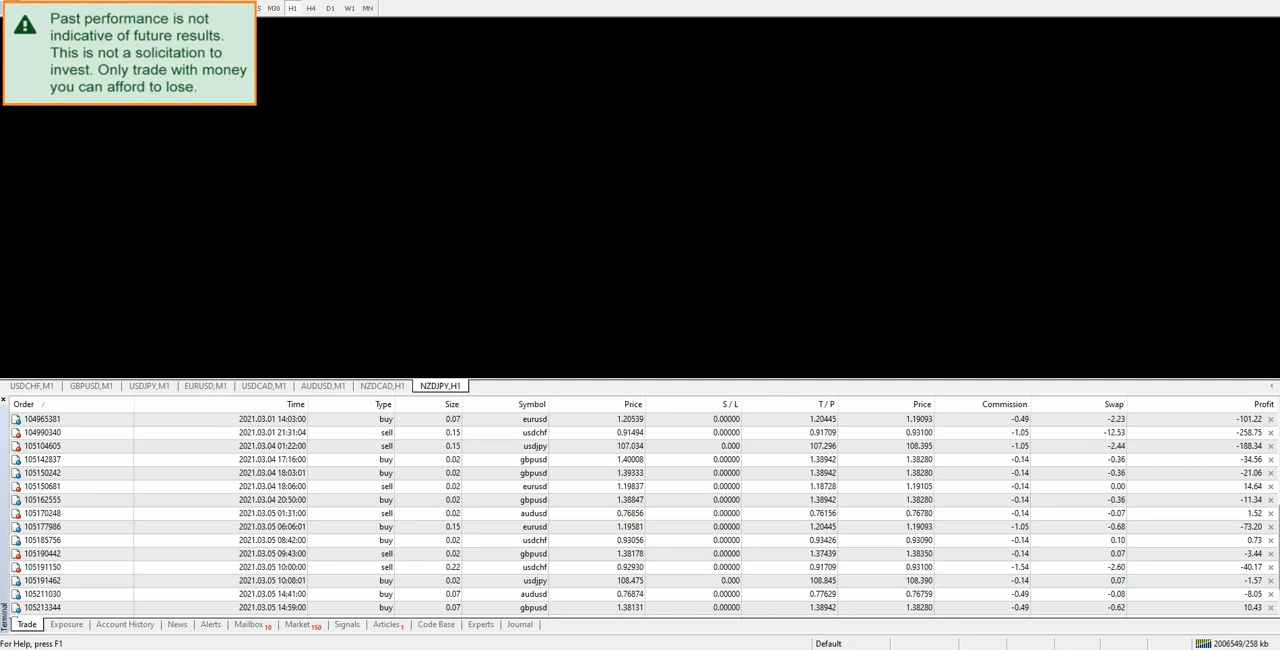 Past performance is not
indicative of future results.
This is not a solicitation to
invest. Only trade with money
you can afford to lose.
M30 H1 H4 D1 W1 MN
USDCHF,M1 GBPUSD,M1 USDJPY,M1 EURUSD,M1 USDCAD,M1 AUDUSD,M1 NZDCAD,H1 NZDJPY,H1
Order / Time Type Size Symbol Price S / L T / P Price Commission Swap Profit
104965381 2021.03.01 14:03:00 buy 0.07 eurusd 1.20539 0.00000 1.20445 1.19093 -0.49 -2.23 -101.22
104990340 2021.03.01 21:31:04 sell 0.15 usdchf 0.91494 0.00000 0.91709 0.93100 -1.05 -12.53 -258.75
105104605 2021.03.04 01:22:00 sell 0.15 usdjpy 107.034 0.000 107.296 108.395 -1.05 -2.44 -188.34
105142837 2021.03.04 17:16:00 buy 0.02 gbpusd 1.40008 0.00000 1.38942 1.38280 -0.14 -0.36 -34.56
105150242 2021.03.04 18:03:01 buy 0.02 gbpusd 1.39333 0.00000 1.38942 1.38280 -0.14 -0.36 -21.06
105150681 2021.03.04 18:06:00 sell 0.02 eurusd 1.19837 0.00000 1.18728 1.19105 -0.14 0.00 14.64
105162555 2021.03.04 20:50:00 buy 0.02 gbpusd 1.38847 0.00000 1.38942 1.38280 -0.14 -0.36 -11.34
105170248 2021.03.05 01:31:00 sell 0.02 audusd 0.76856 0.00000 0.76156 0.76780 -0.14 -0.07 1.52
105177986 2021.03.05 06:06:01 buy 0.15 eurusd 1.19581 0.00000 1.20445 1.19093 -1.05 -0.68 -73.20
105185756 2021.03.05 08:42:00 buy 0.02 usdchf 0.93056 0.00000 0.93426 0.93090 -0.14 0.10 0.73
105190442 2021.03.05 09:43:00 sell 0.02 gbpusd 1.38178 0.00000 1.37439 1.38350 -0.14 0.07 -3.44
105191150 2021.03.05 10:00:00 sell 0.22 usdchf 0.92930 0.00000 0.91709 0.93100 -1.54 -2.60 -40.17
105191462 2021.03.05 10:08:01 buy 0.02 usdjpy 108.475 0.000 108.845 108.390 -0.14 0.07 -1.57
105211030 2021.03.05 14:41:00 buy 0.07 audusd 0.76874 0.00000 0.77629 0.76759 -0.49 -0.08 -8.05
105213344 2021.03.05 14:59:00 buy 0.07 gbpusd 1.38131 0.00000 1.38942 1.38280 -0.49 -0.62 10.43
Terminal
Trade Exposure Account History News Alerts Mailbox 10 Market 150 Signals Articles 1 Code Base Experts Journal
For Help, press F1 Default 2006549/258 kb